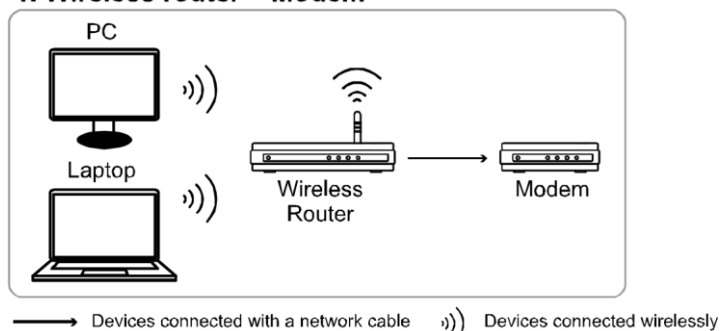 PC
Laptop
Wireless
Router
Modem
Devices connected with a network cable
Devices connected wirelessly